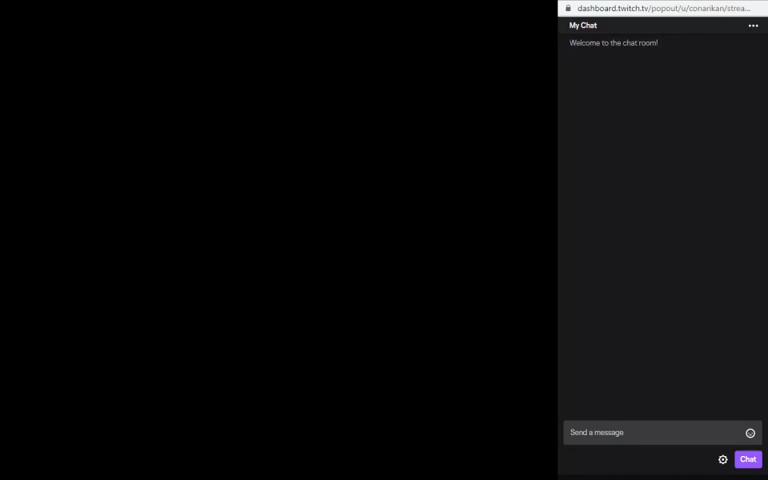 dashboard.twitch.tv/popout/u/conarikan/strea...
My Chat
Welcome to the chat room!
Send a message
Chat